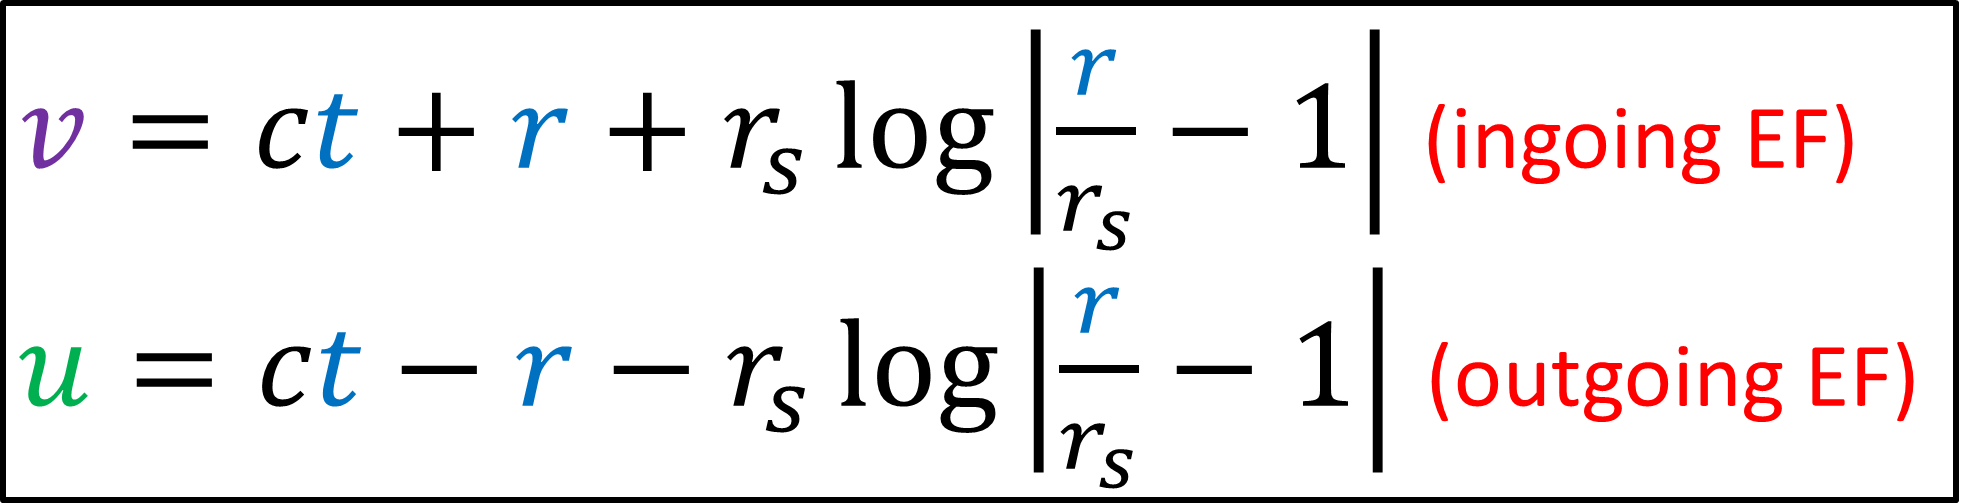 v = ct + r + r_s log |r/r_s − 1| (ingoing EF)
u = ct − r − r_s log |r/r_s − 1| (outgoing EF)